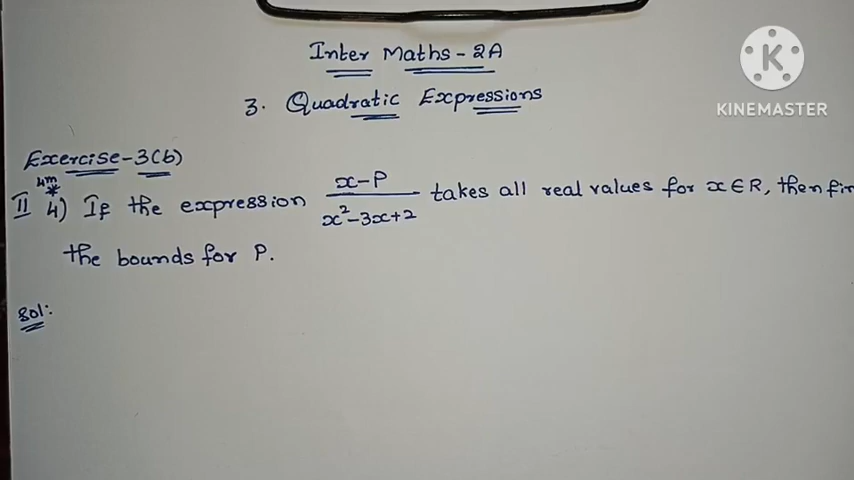 Inter Maths - 2A
KINEMASTER
3. Quadratic Expressions
Exercise - 3(b)
4m
II *4) If the expression (x-P)/(x²-3x+2) takes all real values for x∈R, then fin
the bounds for P.
Sol: